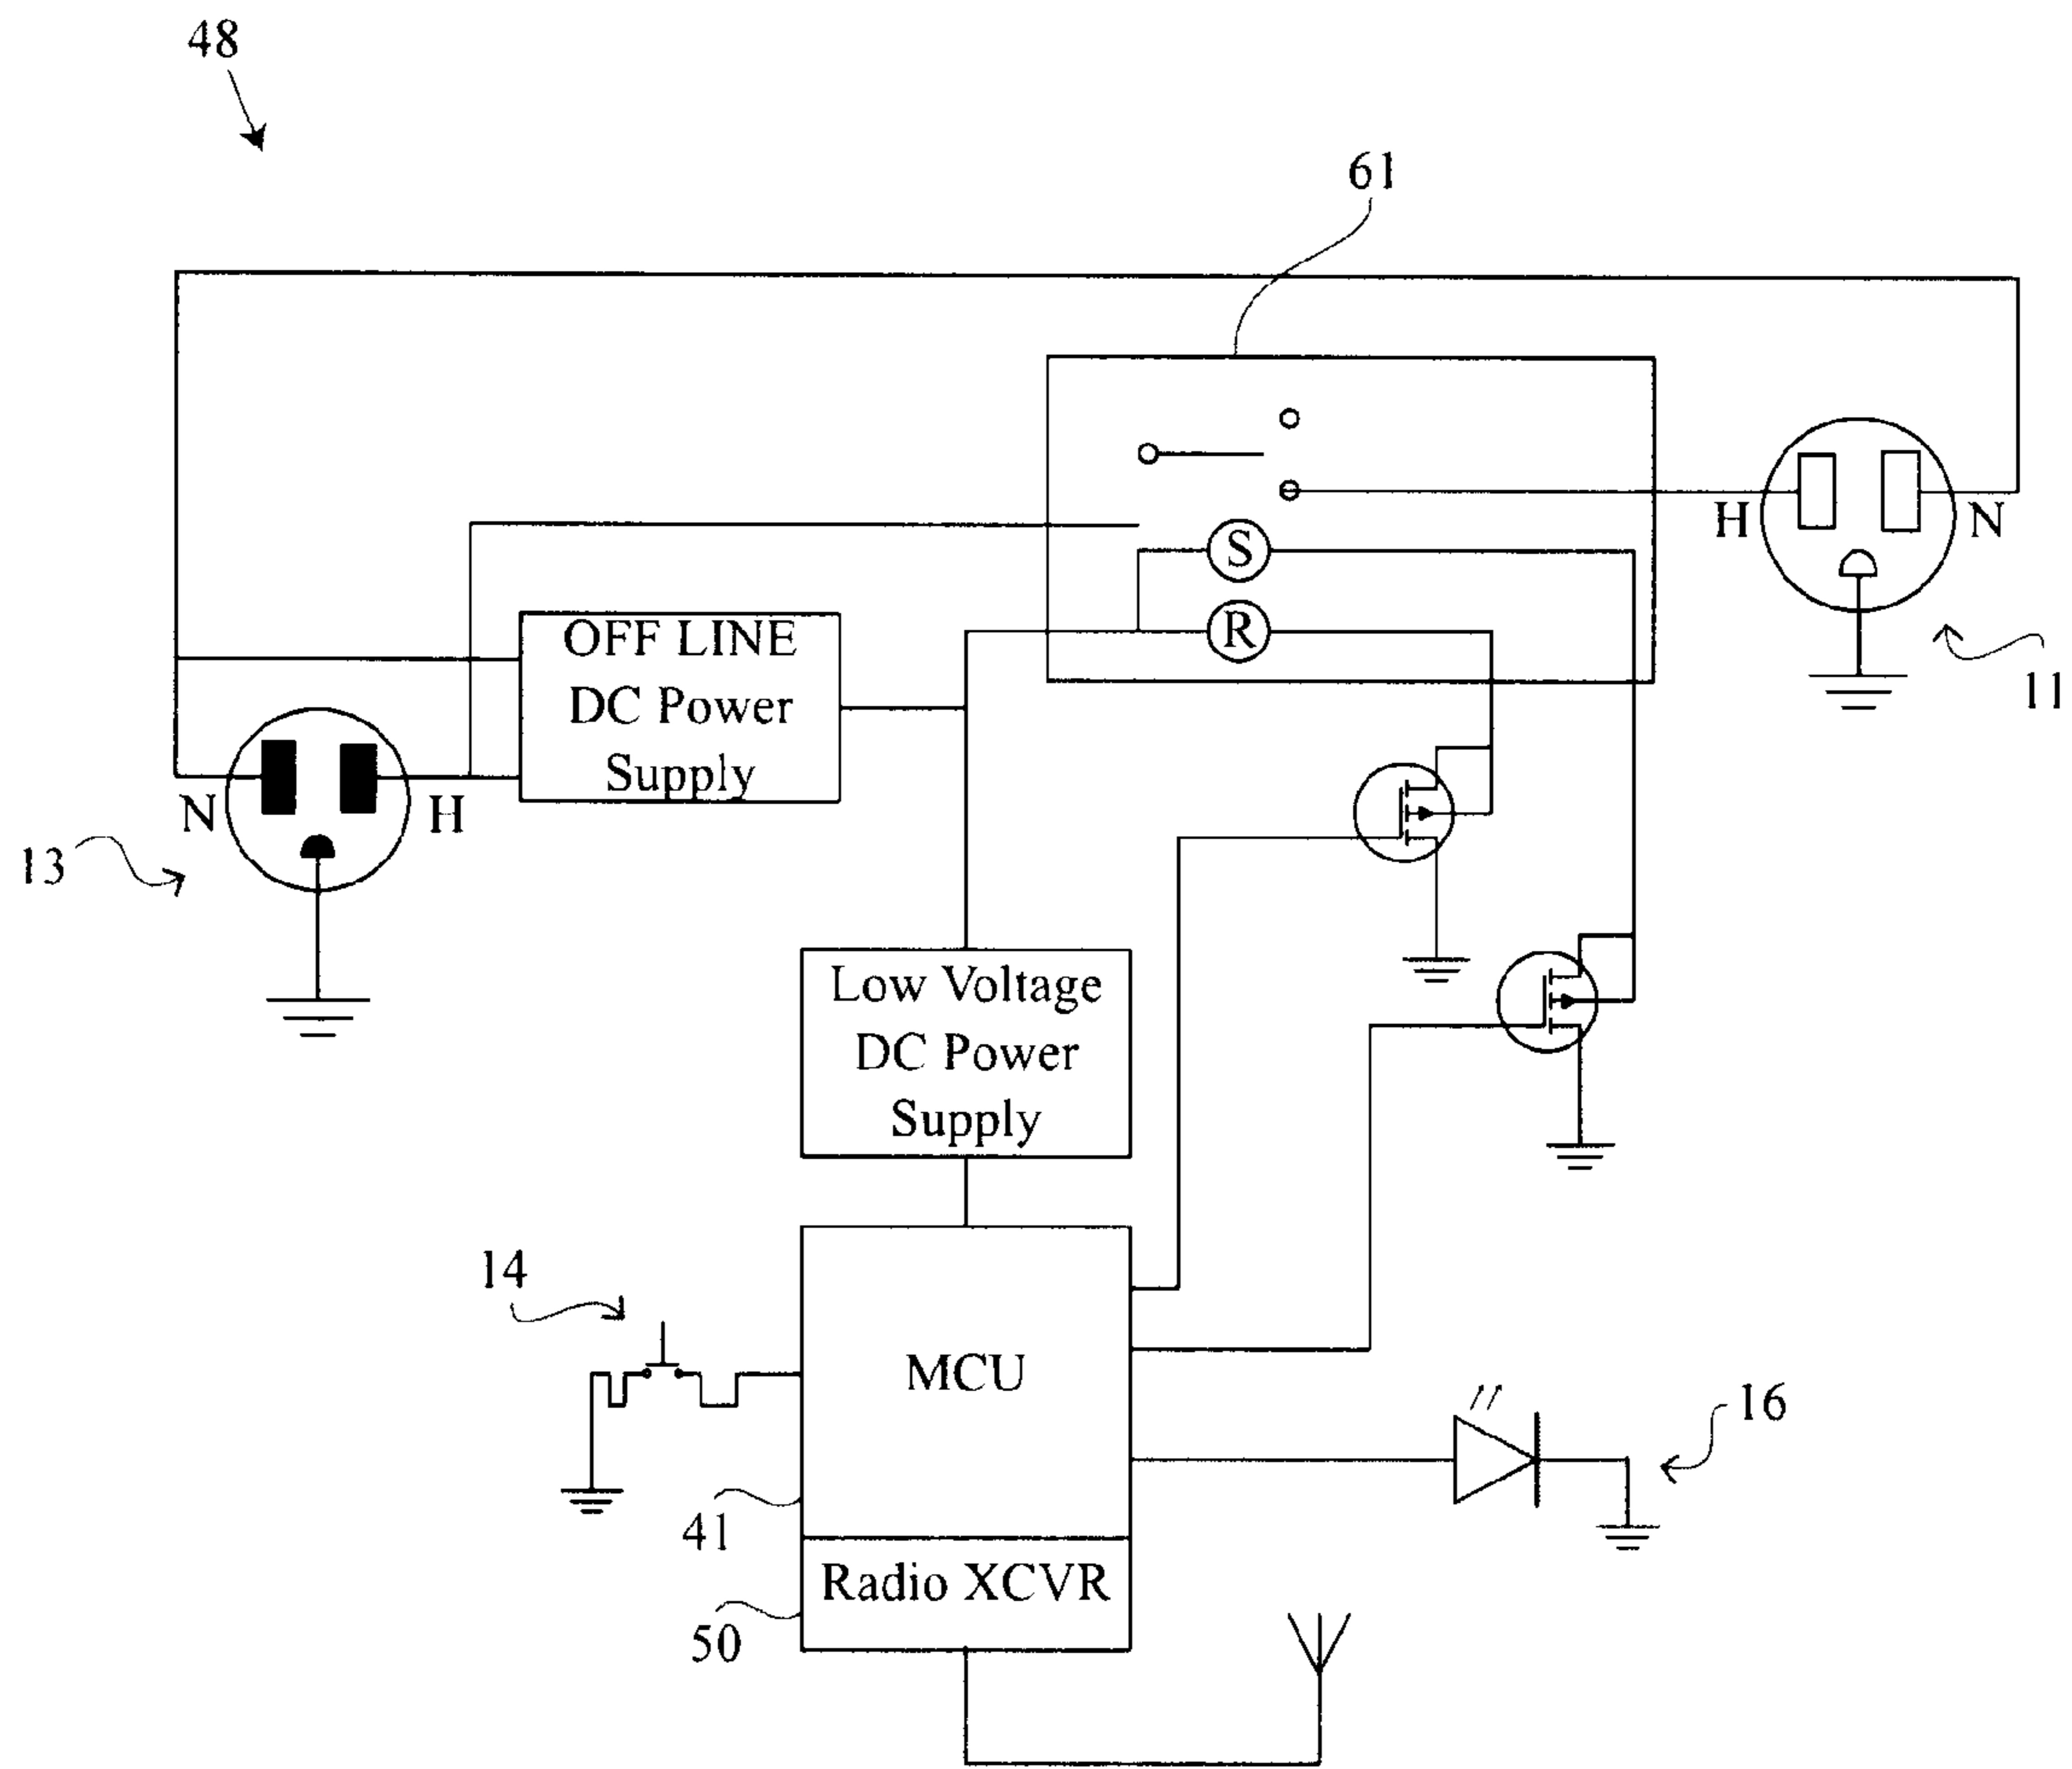 48
61
H
N
11
S
R
OFF LINE
DC Power
Supply
N
H
13
Low Voltage
DC Power
Supply
14
MCU
16
41
Radio XCVR
50